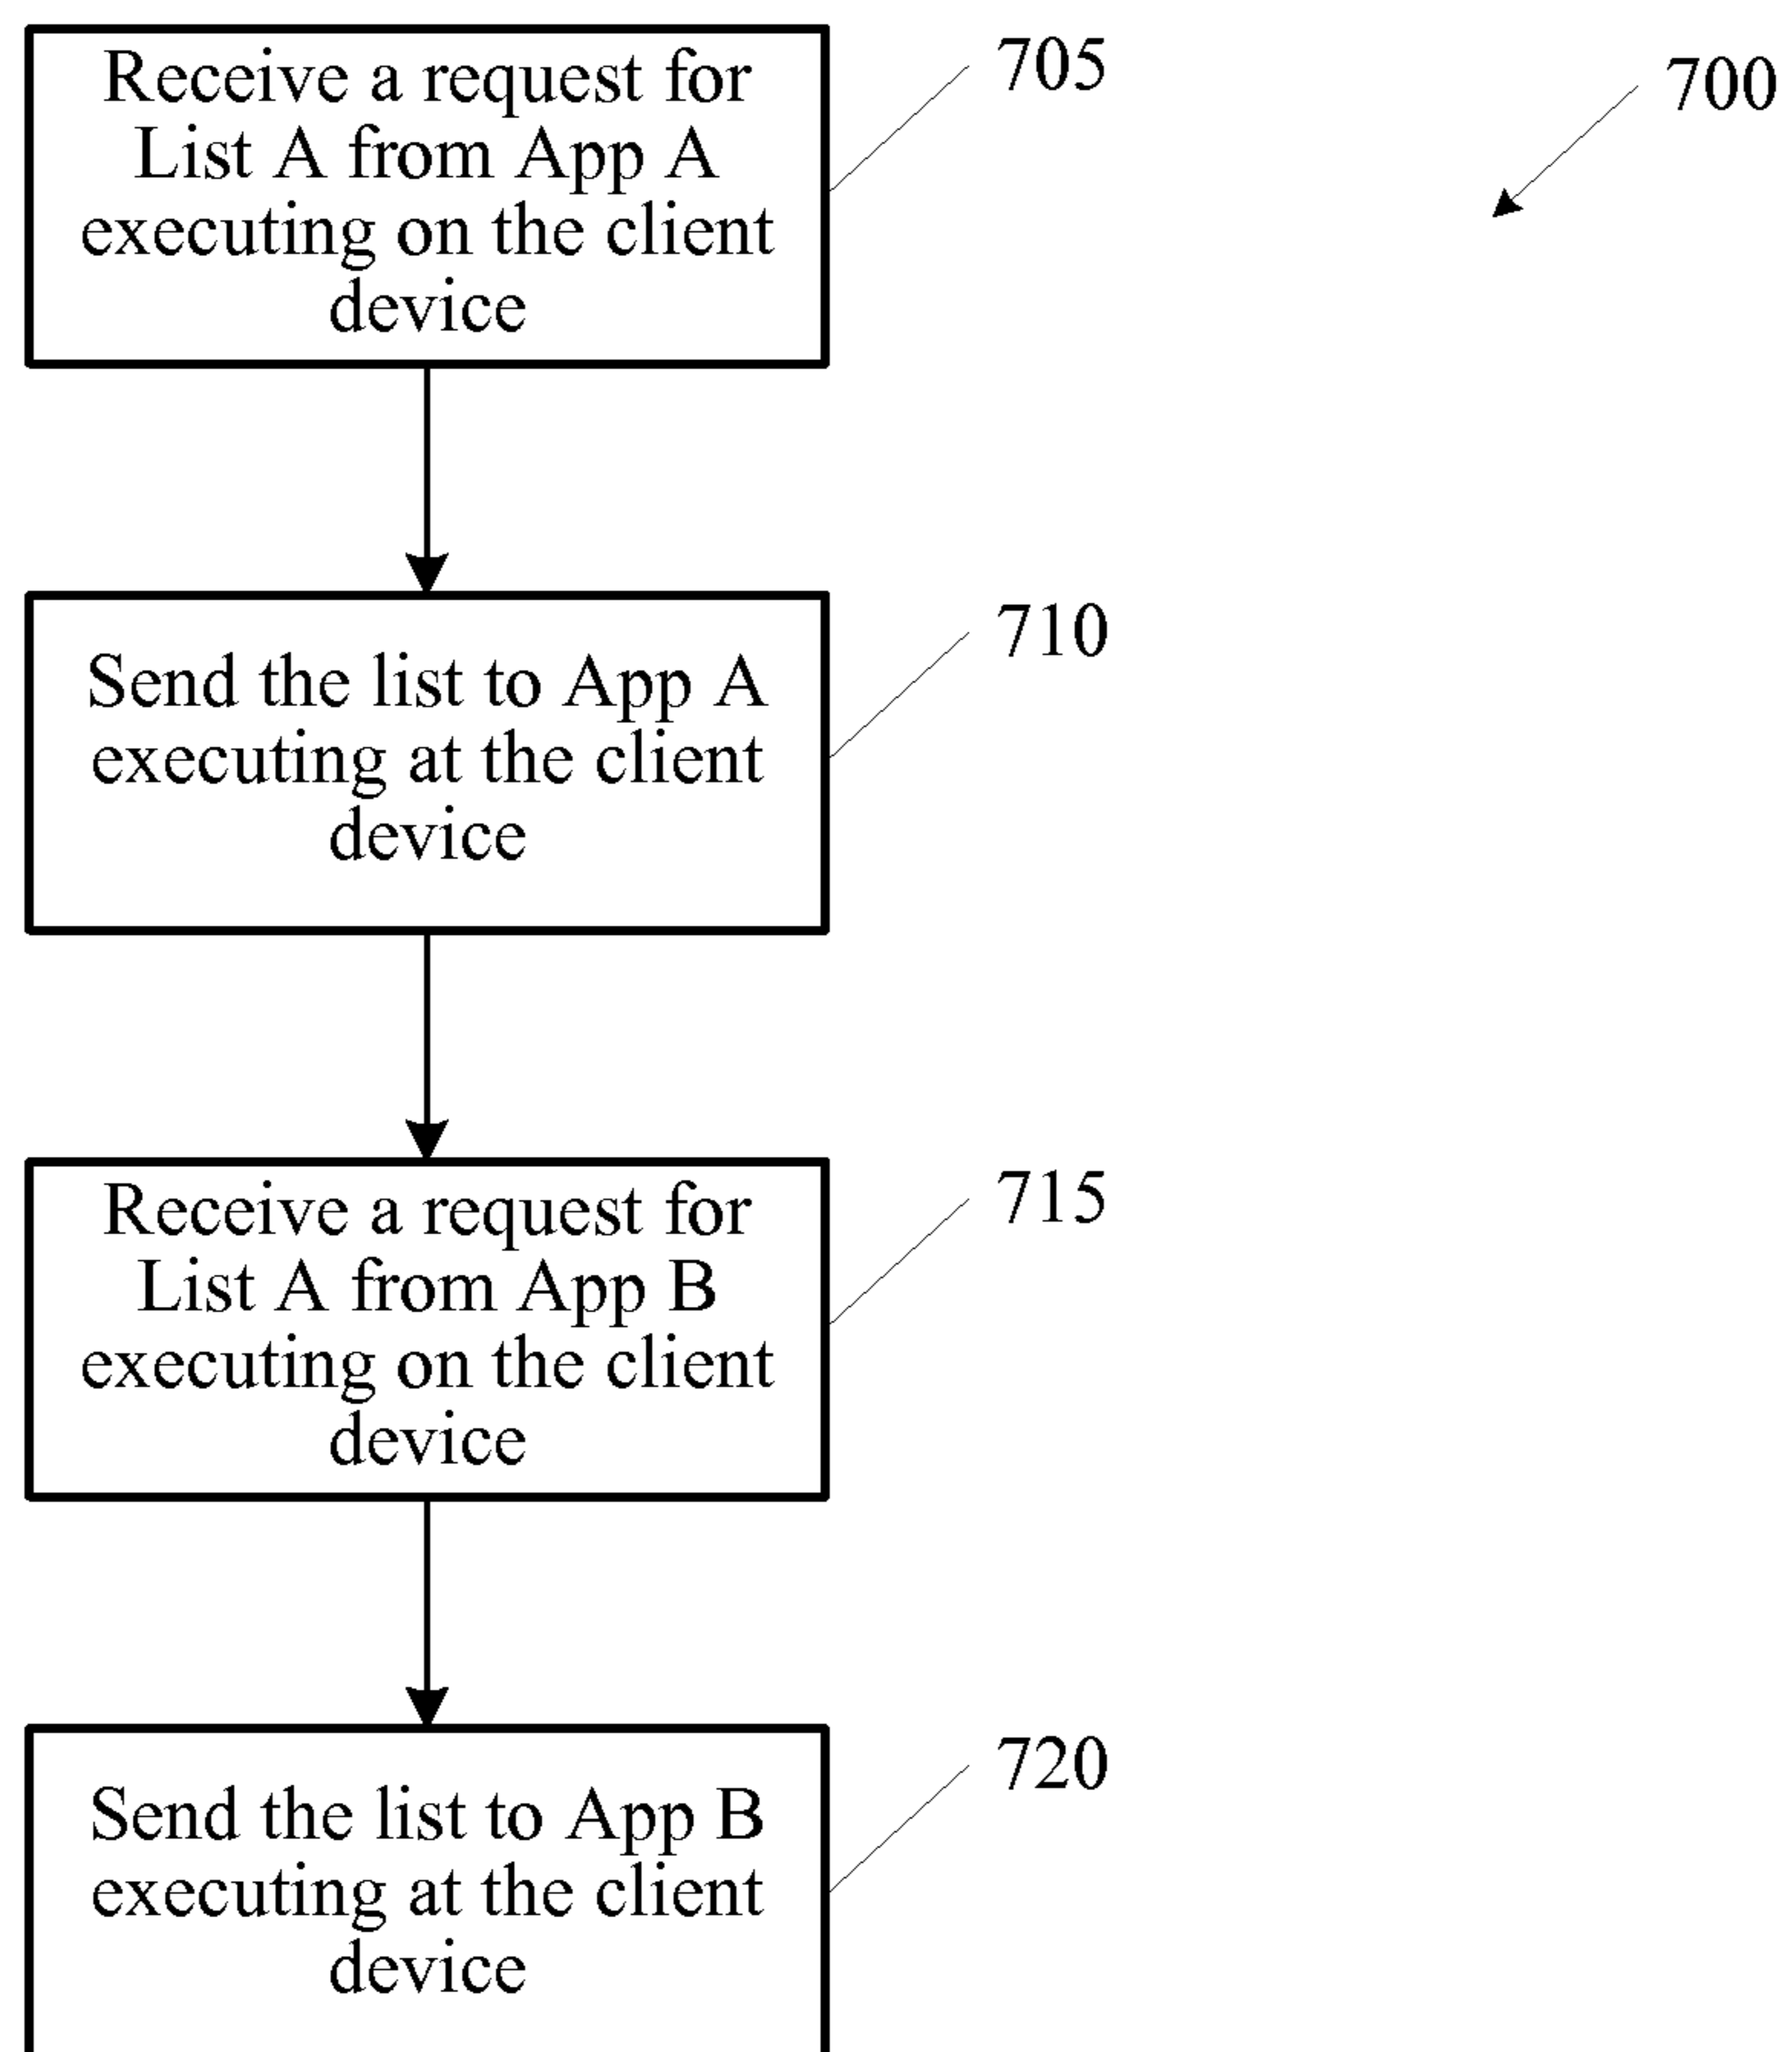 Receive a request for
List A from App A
executing on the client
device
705
700
Send the list to App A
executing at the client
device
710
Receive a request for
List A from App B
executing on the client
device
715
Send the list to App B
executing at the client
device
720